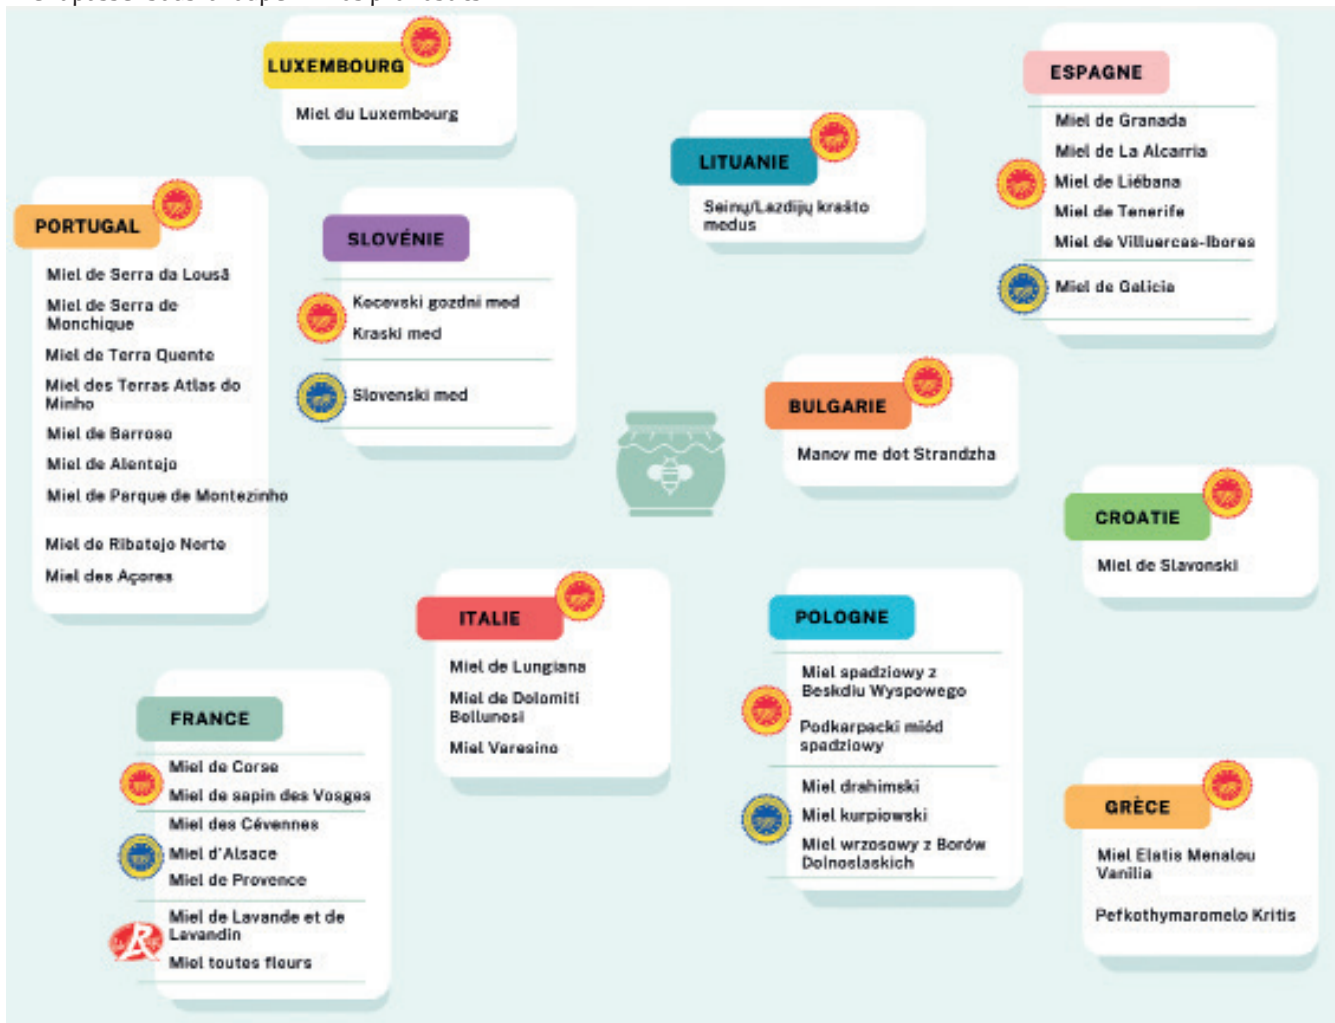 LUXEMBOURG
Miel du Luxembourg
ESPAGNE
Miel de Granada
Miel de La Alcarria
Miel de Liébana
Miel de Tenerife
Miel de Villuercas-Ibores
Miel de Galicia
LITUANIE
Seinų/Lazdijų krašto
medus
PORTUGAL
Miel de Serra da Lousã
Miel de Serra de
Monchique
Miel de Terra Quente
Miel des Terras Atlas do
Minho
Miel de Barroso
Miel de Alentejo
Miel de Parque de Montezinho
Miel de Ribatejo Norte
Miel des Açores
SLOVÉNIE
Kocevski gozdni med
Kraski med
Slovenski med
BULGARIE
Manov me dot Strandzha
CROATIE
Miel de Slavonski
ITALIE
Miel de Lungiana
Miel de Dolomiti
Bellunesi
Miel Varesino
POLOGNE
Miel spadziowy z
Beskdiu Wyspowego
Podkarpacki miód
spadziowy
Miel drahimski
Miel kurpiowski
Miel wrzosowy z Borów
Dolnoslaskich
FRANCE
Miel de Corse
Miel de sapin des Vosges
Miel des Cévennes
Miel d'Alsace
Miel de Provence
Miel de Lavande et de
Lavandin
Miel toutes fleurs
GRÈCE
Miel Elatis Menalou
Vanilia
Pefkothymaromelo Kritis